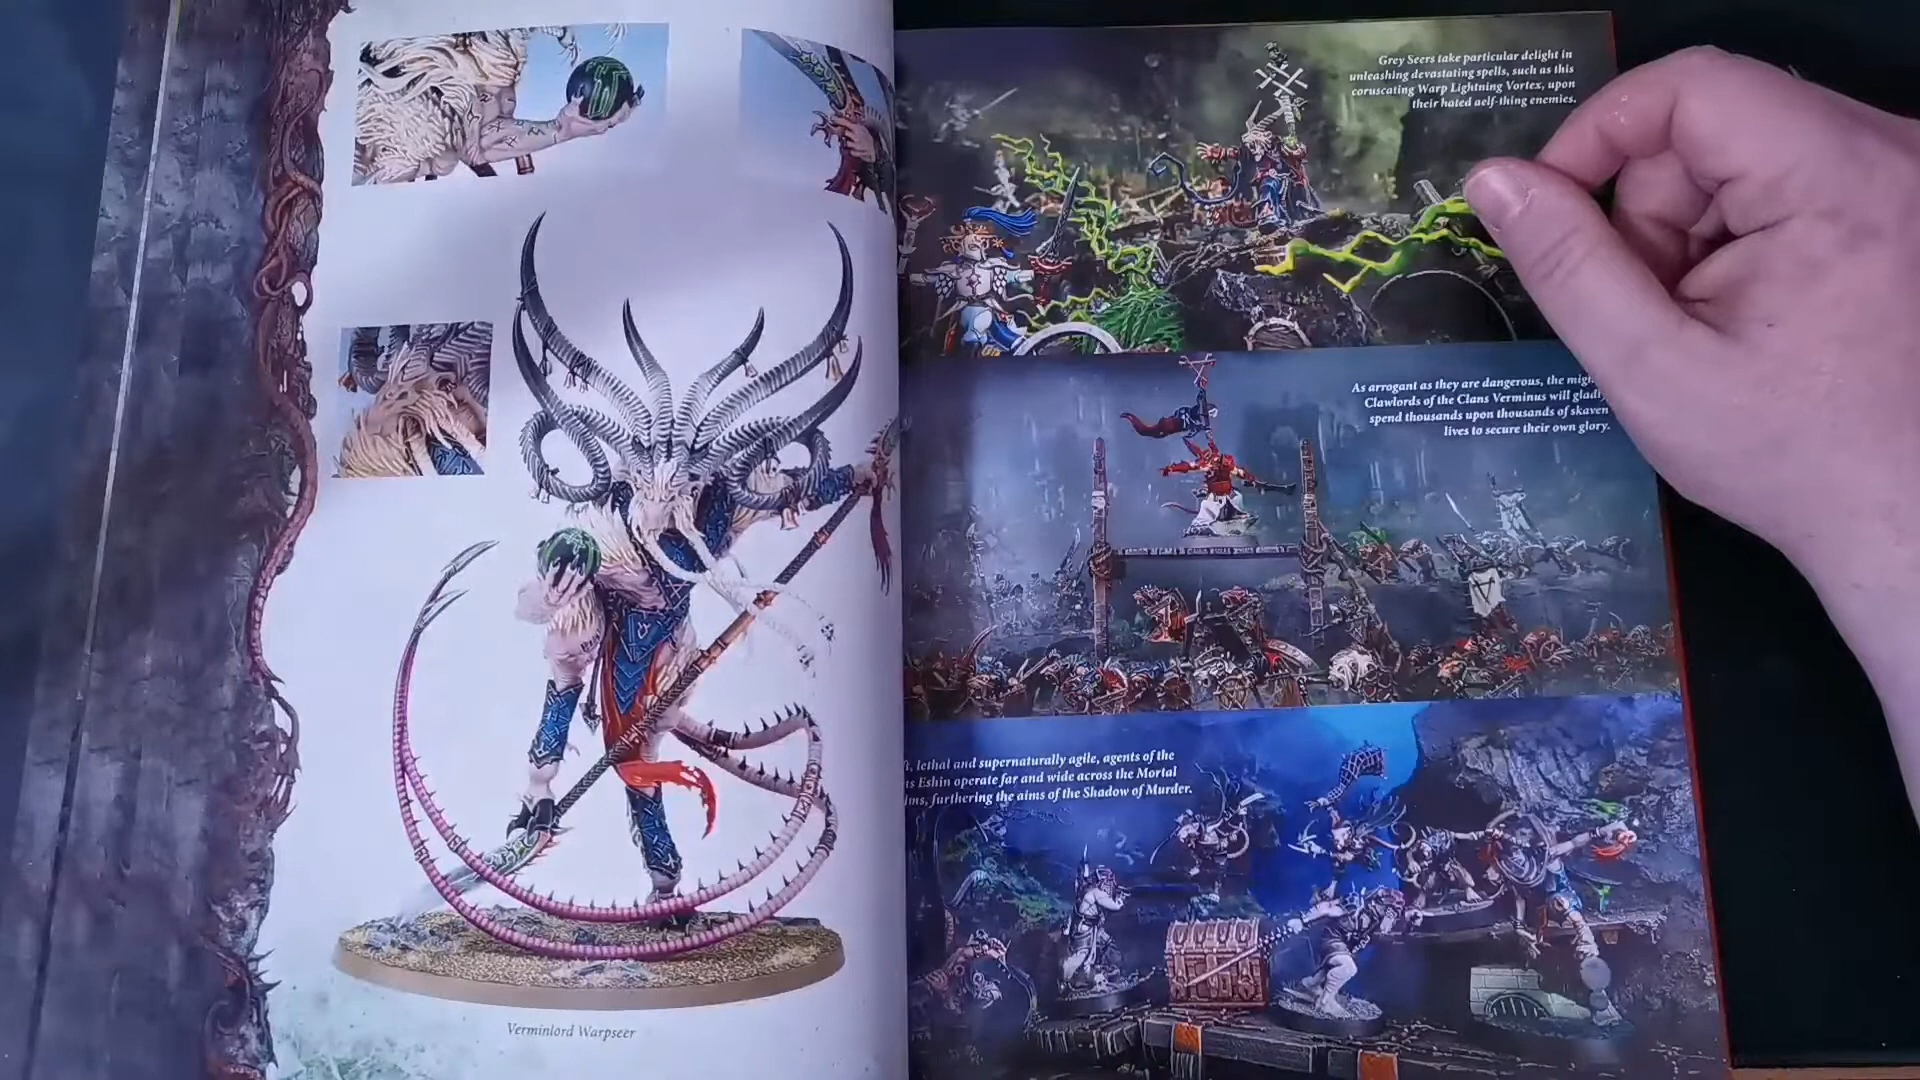 Grey Seers take particular delight in
unleashing devastating spells, such as this
coruscating Warp Lightning Vortex, upon
their hated aelf-thing enemies.
As arrogant as they are dangerous, the
Clawlords of the Clans Verminus will
spend thousands upon thousands of skaven
lives to secure their own glory.
lethal and supernaturally agile, agents of the
Eshin operate far and wide across the Mortal
furthering the aims of the Shadow of Murder.
Verminlord Warpseer